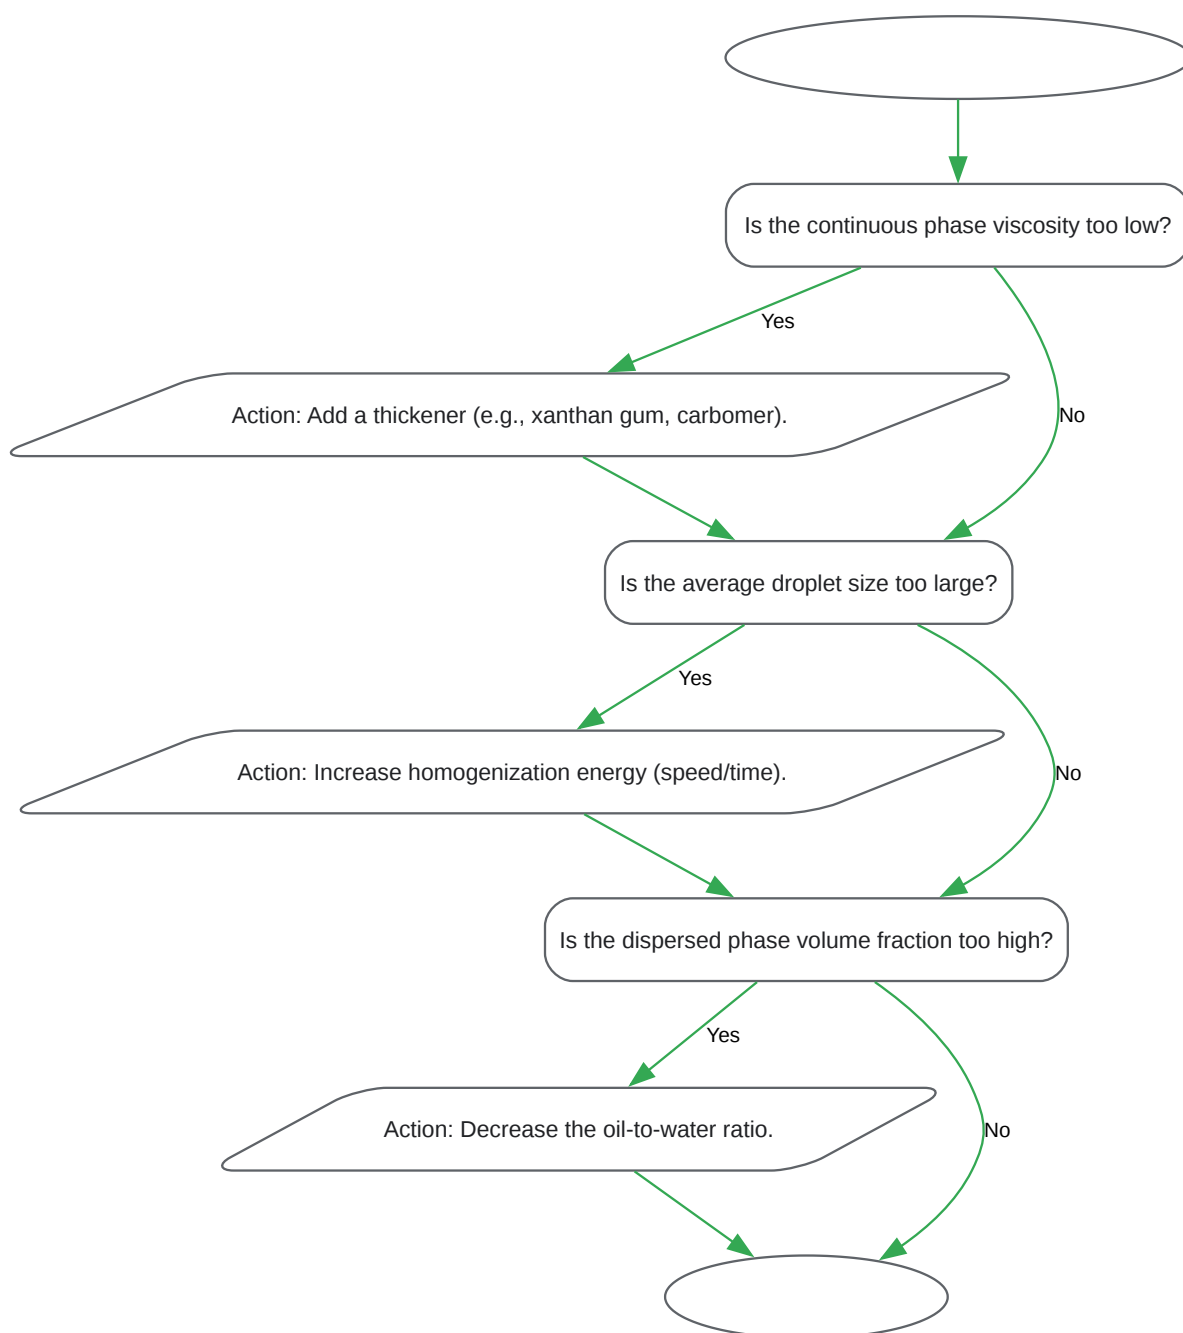 Is the continuous phase viscosity too low?
Yes
Action: Add a thickener (e.g., xanthan gum, carbomer).
No
Is the average droplet size too large?
Yes
Action: Increase homogenization energy (speed/time).
No
Is the dispersed phase volume fraction too high?
Yes
Action: Decrease the oil-to-water ratio.
No